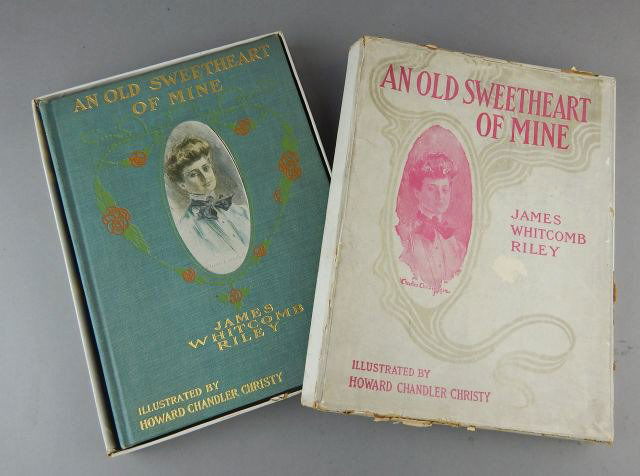 AN OLD SWEETHEART
OF MINE
JAMES
WHITCOMB
RILEY
ILLUSTRATED BY
HOWARD CHANDLER CHRISTY
AN OLD SWEETHEART
OF MINE
JAMES
WHITCOMB
RILEY
ILLUSTRATED BY
HOWARD CHANDLER CHRISTY